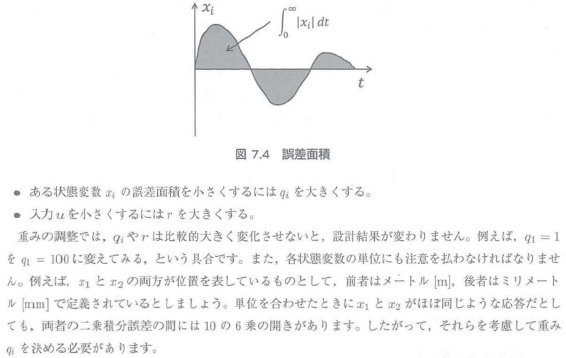 x_i
∫_0^∞ |x_i| dt
t
図 7.4 誤差面積
● ある状態変数 x_i の誤差面積を小さくするには q_i を大きくする。
● 入力 u を小さくするには r を大きくする。
重みの調整では，q_i や r は比較的大きく変化させないと，設計結果が変わりません。例えば，q_1 = 1
を q_1 = 100 に変えてみる，という具合です。また，各状態変数の単位にも注意を払わなければなりませ
ん。例えば，x_1 と x_2 の両方が位置を表しているものとして，前者はメートル [m]，後者はミリメート
ル [mm] で定義されているとしましょう。単位を合わせたときに x_1 と x_2 がほぼ同じような応答だとし
ても，両者の二乗積分誤差の間には 10 の 6 乗の開きがあります。したがって，それらを考慮して重み
q_i を決める必要があります。